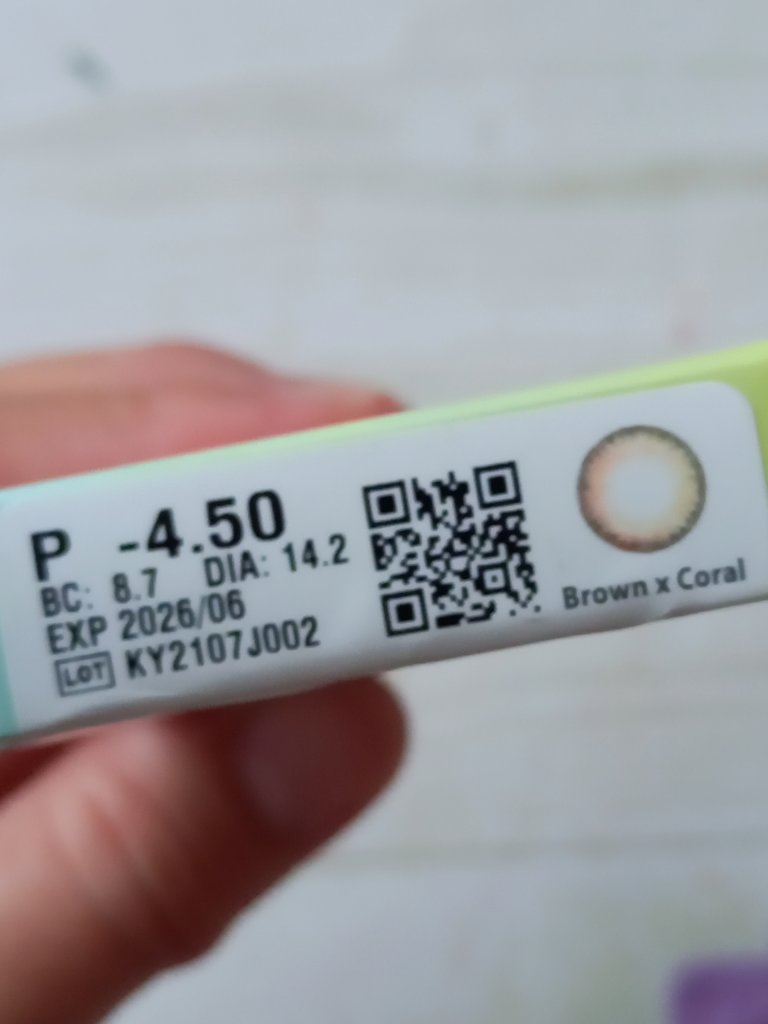 P -4.50
BC: 8.7 DIA: 14.2
EXP 2026/06
LOT KY2107J002
Brown x Coral